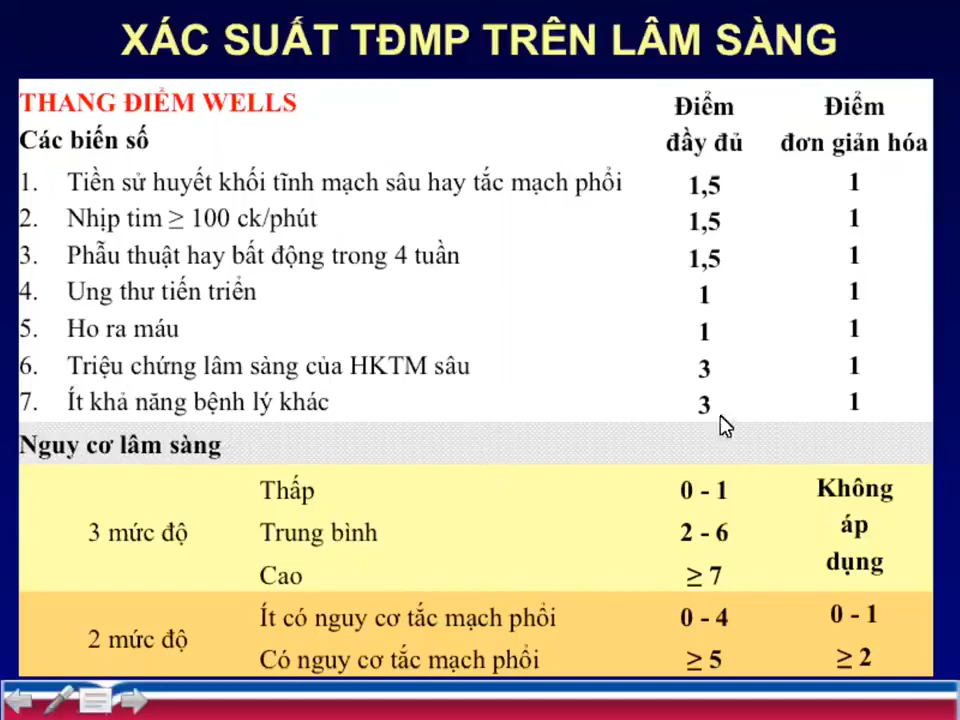 XÁC SUẤT TĐMP TRÊN LÂM SÀNG
THANG ĐIỂM WELLS
Các biến số
Điểm đầy đủ
Điểm đơn giản hóa
1. Tiền sử huyết khối tĩnh mạch sâu hay tắc mạch phổi 1,5 1
2. Nhịp tim ≥ 100 ck/phút 1,5 1
3. Phẫu thuật hay bất động trong 4 tuần 1,5 1
4. Ung thư tiến triển 1 1
5. Ho ra máu 1 1
6. Triệu chứng lâm sàng của HKTM sâu 3 1
7. Ít khả năng bệnh lý khác 3 1
Nguy cơ lâm sàng
3 mức độ
Thấp 0 - 1
Trung bình 2 - 6
Cao ≥ 7
Không
áp
dụng
2 mức độ
Ít có nguy cơ tắc mạch phổi 0 - 4 0 - 1
Có nguy cơ tắc mạch phổi ≥ 5 ≥ 2